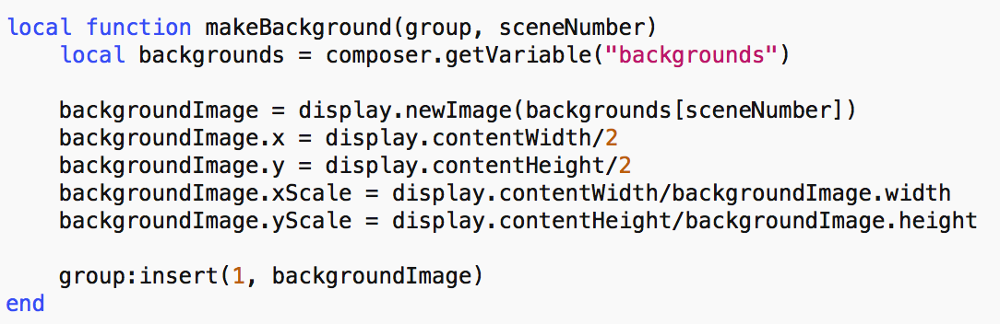 local function makeBackground(group, sceneNumber)
    local backgrounds = composer.getVariable("backgrounds")

    backgroundImage = display.newImage(backgrounds[sceneNumber])
    backgroundImage.x = display.contentWidth/2
    backgroundImage.y = display.contentHeight/2
    backgroundImage.xScale = display.contentWidth/backgroundImage.width
    backgroundImage.yScale = display.contentHeight/backgroundImage.height

    group:insert(1, backgroundImage)
end